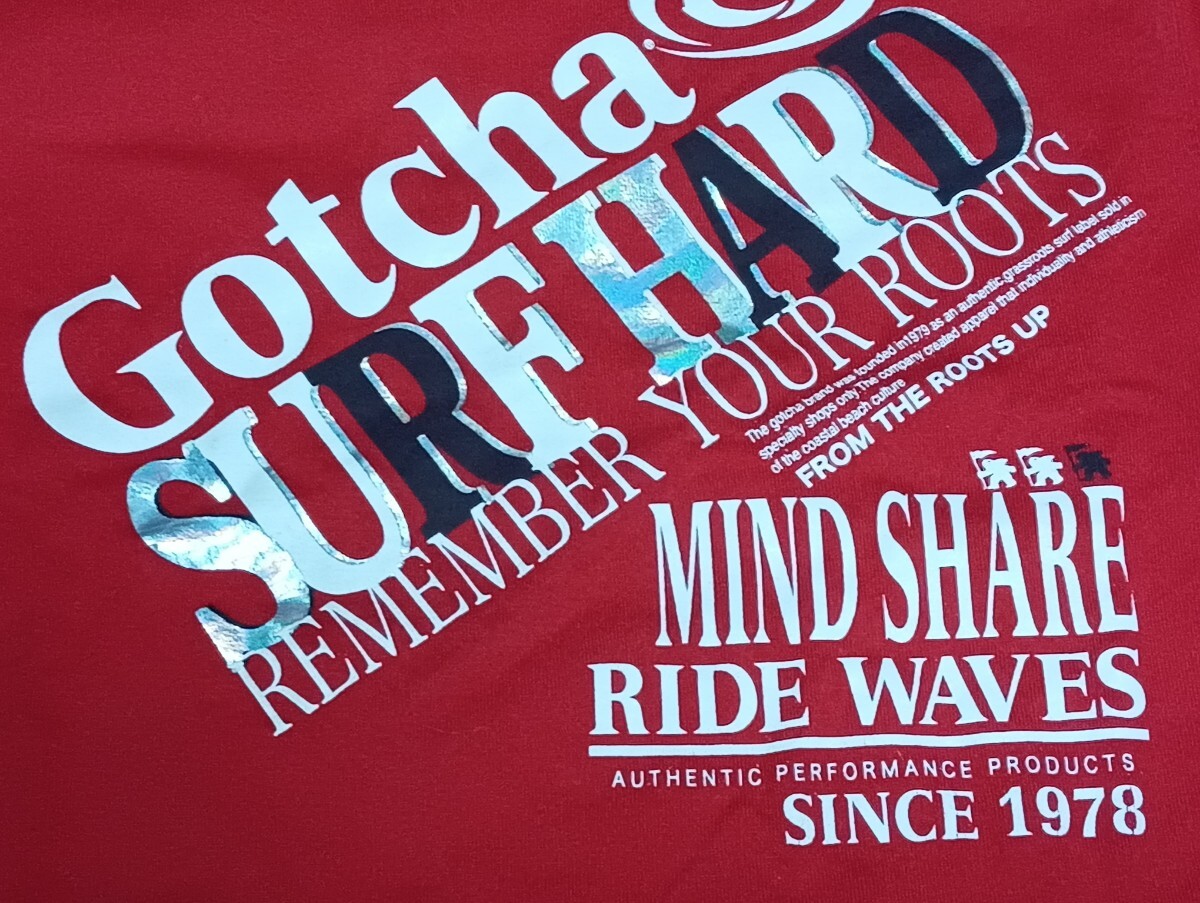 Gotcha
SURF HARD
REMEMBER YOUR ROOTS
The gotcha brand was founded in1979 as an authentic,grassroots surf label sold in
specialty shops only.The company created apparel that individuality and athleticism
of the coastal beach culture
FROM THE ROOTS UP
MIND SHARE
RIDE WAVES
AUTHENTIC PERFORMANCE PRODUCTS
SINCE 1978